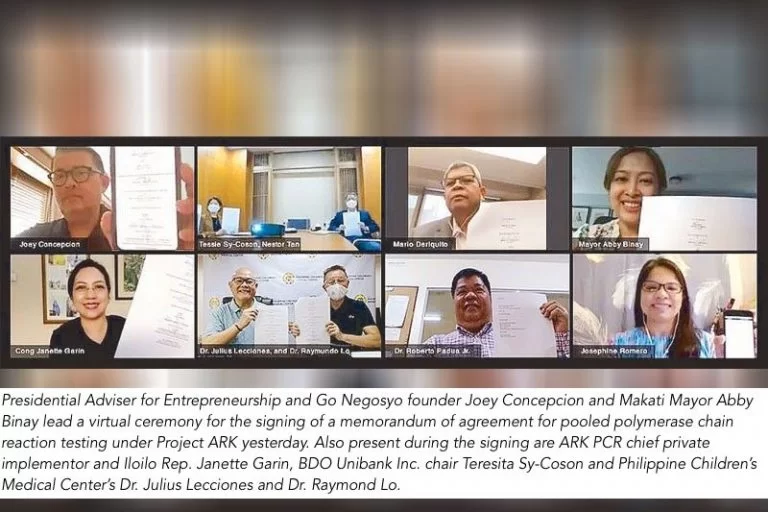 Joey Concepcion
Tessie Sy-Coson, Nestor Tan
Mario Deriquito
Mayor Abby Binay
Cong Janette Garin
Dr. Julius Lecciones, and Dr. Raymundo Lo
Dr. Roberto Padua Jr.
Josephine Romero
Presidential Adviser for Entrepreneurship and Go Negosyo founder Joey Concepcion and Makati Mayor Abby
Binay lead a virtual ceremony for the signing of a memorandum of agreement for pooled polymerase chain
reaction testing under Project ARK yesterday. Also present during the signing are ARK PCR chief private
implementor and Iloilo Rep. Janette Garin, BDO Unibank Inc. chair Teresita Sy-Coson and Philippine Children's
Medical Center's Dr. Julius Lecciones and Dr. Raymond Lo.